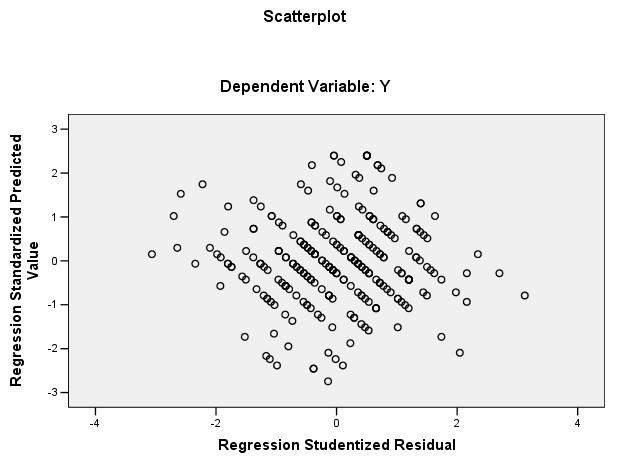 Scatterplot
Dependent Variable: Y
Regression Standardized Predicted
Value
3
2
1
0
-1
-2
-3
-4
-2
0
2
4
Regression Studentized Residual